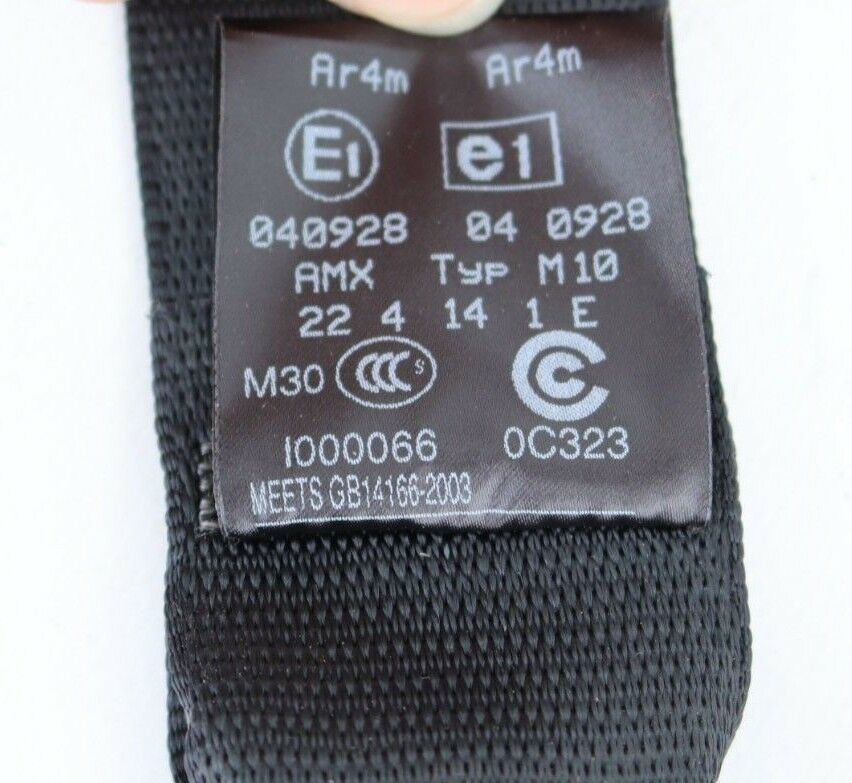 Ar4m Ar4m
E1 e1
040928 04 0928
AMX Typ M10
22 4 14 1 E
M30 CCC S C
I000066 0C323
MEETS GB14166-2003